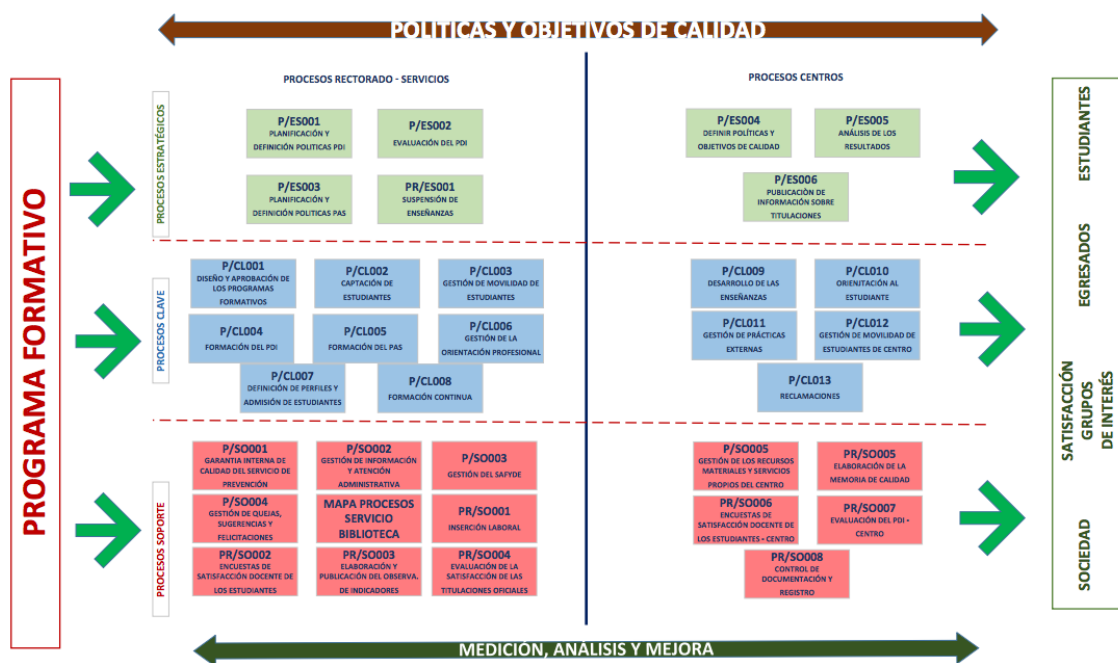 POLITICAS Y OBJETIVOS DE CALIDAD
PROGRAMA FORMATIVO
PROCESOS RECTORADO - SERVICIOS
PROCESOS CENTROS
PROCESOS ESTRATÉGICOS
P/ES001
PLANIFICACIÓN Y
DEFINICIÓN POLITICAS PDI
P/ES002
EVALUACIÓN DEL PDI
P/ES003
PLANIFICACIÓN Y
DEFINICIÓN POLITICAS PAS
PR/ES001
SUSPENSIÓN DE
ENSEÑANZAS
P/ES004
DEFINIR POLÍTICAS Y
OBJETIVOS DE CALIDAD
P/ES005
ANÁLISIS DE LOS
RESULTADOS
P/ES006
PUBLICACIÒN DE
INFORMACIÓN SOBRE
TITULACIONES
PROCESOS CLAVE
P/CL001
DISEÑO Y APROBACIÓN DE
LOS PROGRAMAS
FORMATIVOS
P/CL002
CAPTACIÓN DE
ESTUDIANTES
P/CL003
GESTIÓN DE MOVILIDAD DE
ESTUDIANTES
P/CL004
FORMACIÓN DEL PDI
P/CL005
FORMACIÓN DEL PAS
P/CL006
GESTIÓN DE LA
ORIENTACIÓN PROFESIONAL
P/CL007
DEFINICIÓN DE PERFILES Y
ADMISIÓN DE ESTUDIANTES
P/CL008
FORMACIÓN CONTINUA
P/CL009
DESARROLLO DE LAS
ENSEÑANZAS
P/CL010
ORIENUTACIÓN AL
ESTUDIANTE
P/CL011
GESTIÓN DE PRÁCTICAS
EXTERNAS
P/CL012
GESTIÓN DE MOVILIDAD DE
ESTUDIANTES DE CENTRO
P/CL013
RECLAMACIONES
PROCESOS SOPORTE
P/SO001
GARANTIA INTERNA DE
CALIDAD DEL SERVICIO DE
PREVENCIÓN
P/SO002
GESTIÓN DE INFORMACIÓN
Y ATENCIÓN
ADMINISTRATIVA
P/SO003
GESTIÓN DEL SAFYDE
P/SO004
GESTIÓN DE QUEJAS,
SUGERENCIAS Y
FELICITACIONES
MAPA PROCESOS
SERVICIO
BIBLIOTECA
PR/SO001
INSERCIÓN LABORAL
PR/SO002
ENCUESTAS DE
SATISFACCIÓN DOCENTE DE
LOS ESTUDIANTES
PR/SO003
ELABORACIÓN Y
PUBLICACIÓN DEL OBSERVA.
DE INDICADORES
PR/SO004
EVALUACIÓN DE LA
SATISFACCIÓN DE LAS
TITULACIONES OFICIALES
P/SO005
GESTIÓN DE LOS RECURSOS
MATERIALES Y SERVICIOS
PROPIOS DEL CENTRO
PR/SO005
ELABORACIÓN DE LA
MEMORIA DE CALIDAD
PR/SO006
ENCUESTAS DE
SATISFACCIÓN DOCENTE DE
LOS ESTUDIANTES - CENTRO
PR/SO007
EVALUACIÓN DEL PDI -
CENTRO
PR/SO008
CONTROL DE
DOCUMENTACIÓN Y
REGISTRO
ESTUDIANTES
EGRESADOS
SATISFACCIÓN
GRUPOS
DE INTERÉS
SOCIEDAD
MEDICIÓN, ANÁLISIS Y MEJORA